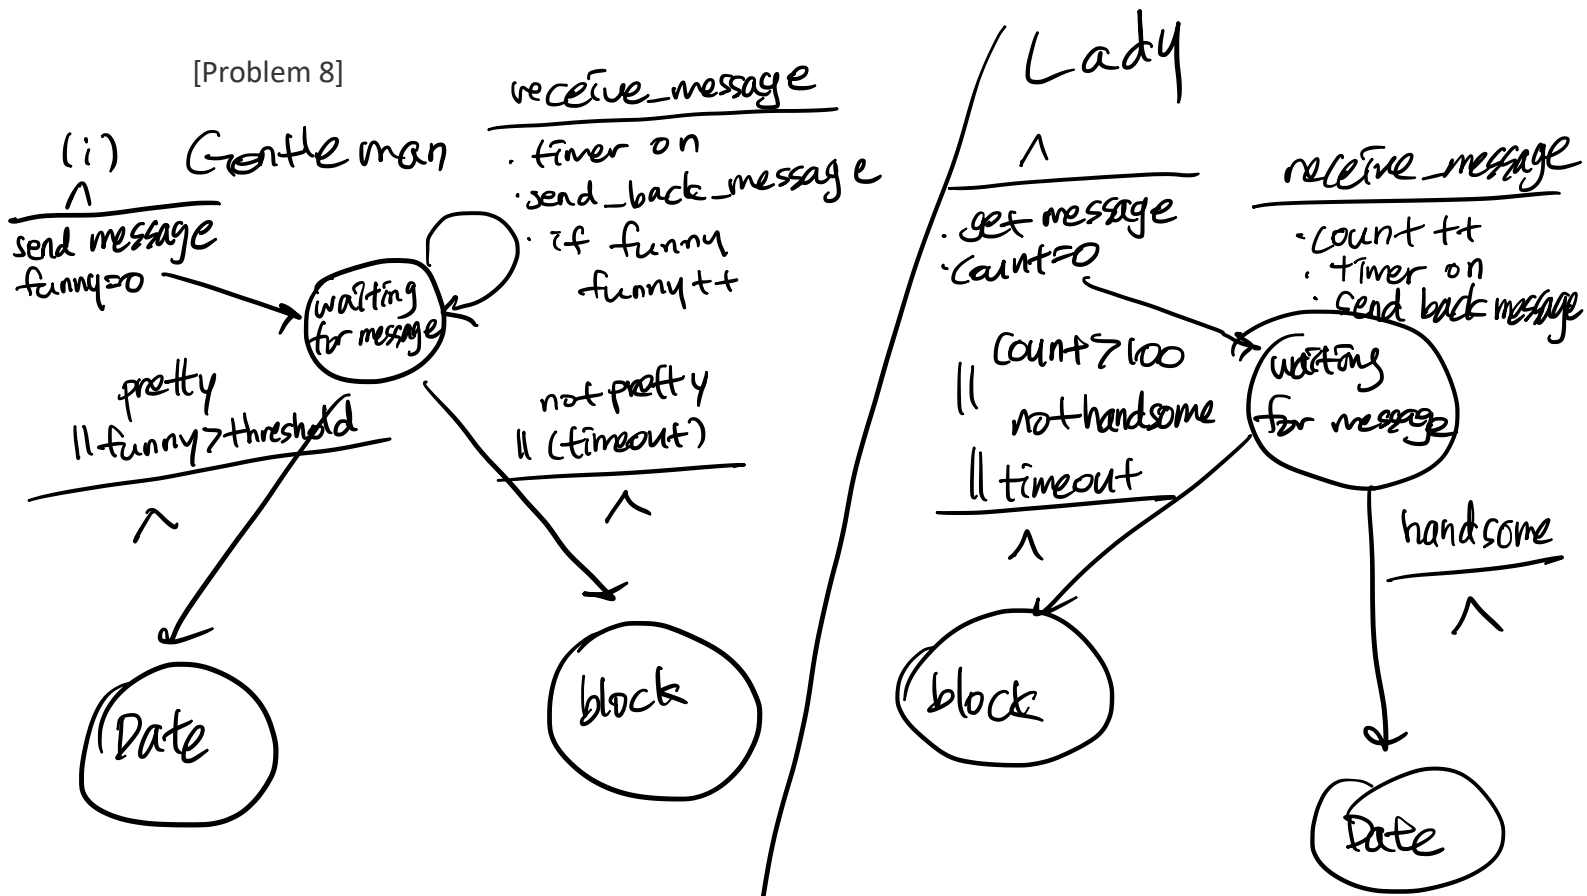 [Problem 8]
(i) Gentleman
Λ
send message
funny=0
receive_message
· timer on
· send_back_message
· if funny
funny++
waiting
for message
pretty
|| funny>threshold
Λ
not pretty
|| (timeout)
Λ
Date
block
Lady
Λ
· get message
· count=0
receive_message
· count ++
· timer on
· send back message
waiting
for message
count>100
||
not handsome
|| timeout
Λ
handsome
Λ
block
Date